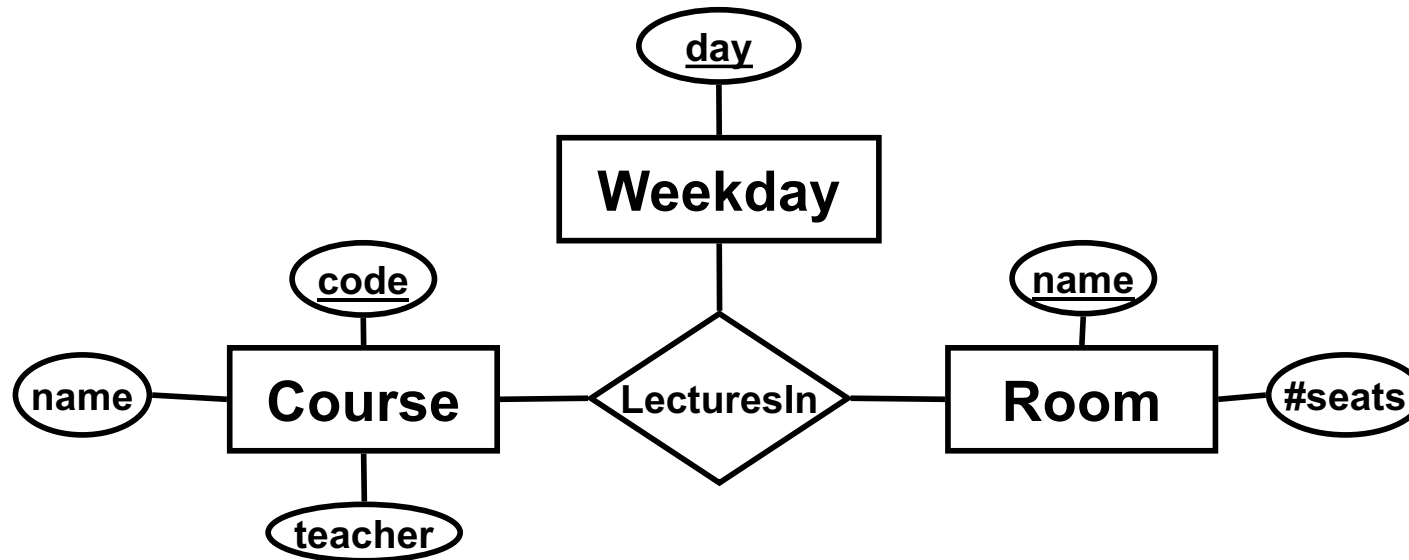 day
Weekday
code
name
name
Course
LecturesIn
Room
#seats
teacher